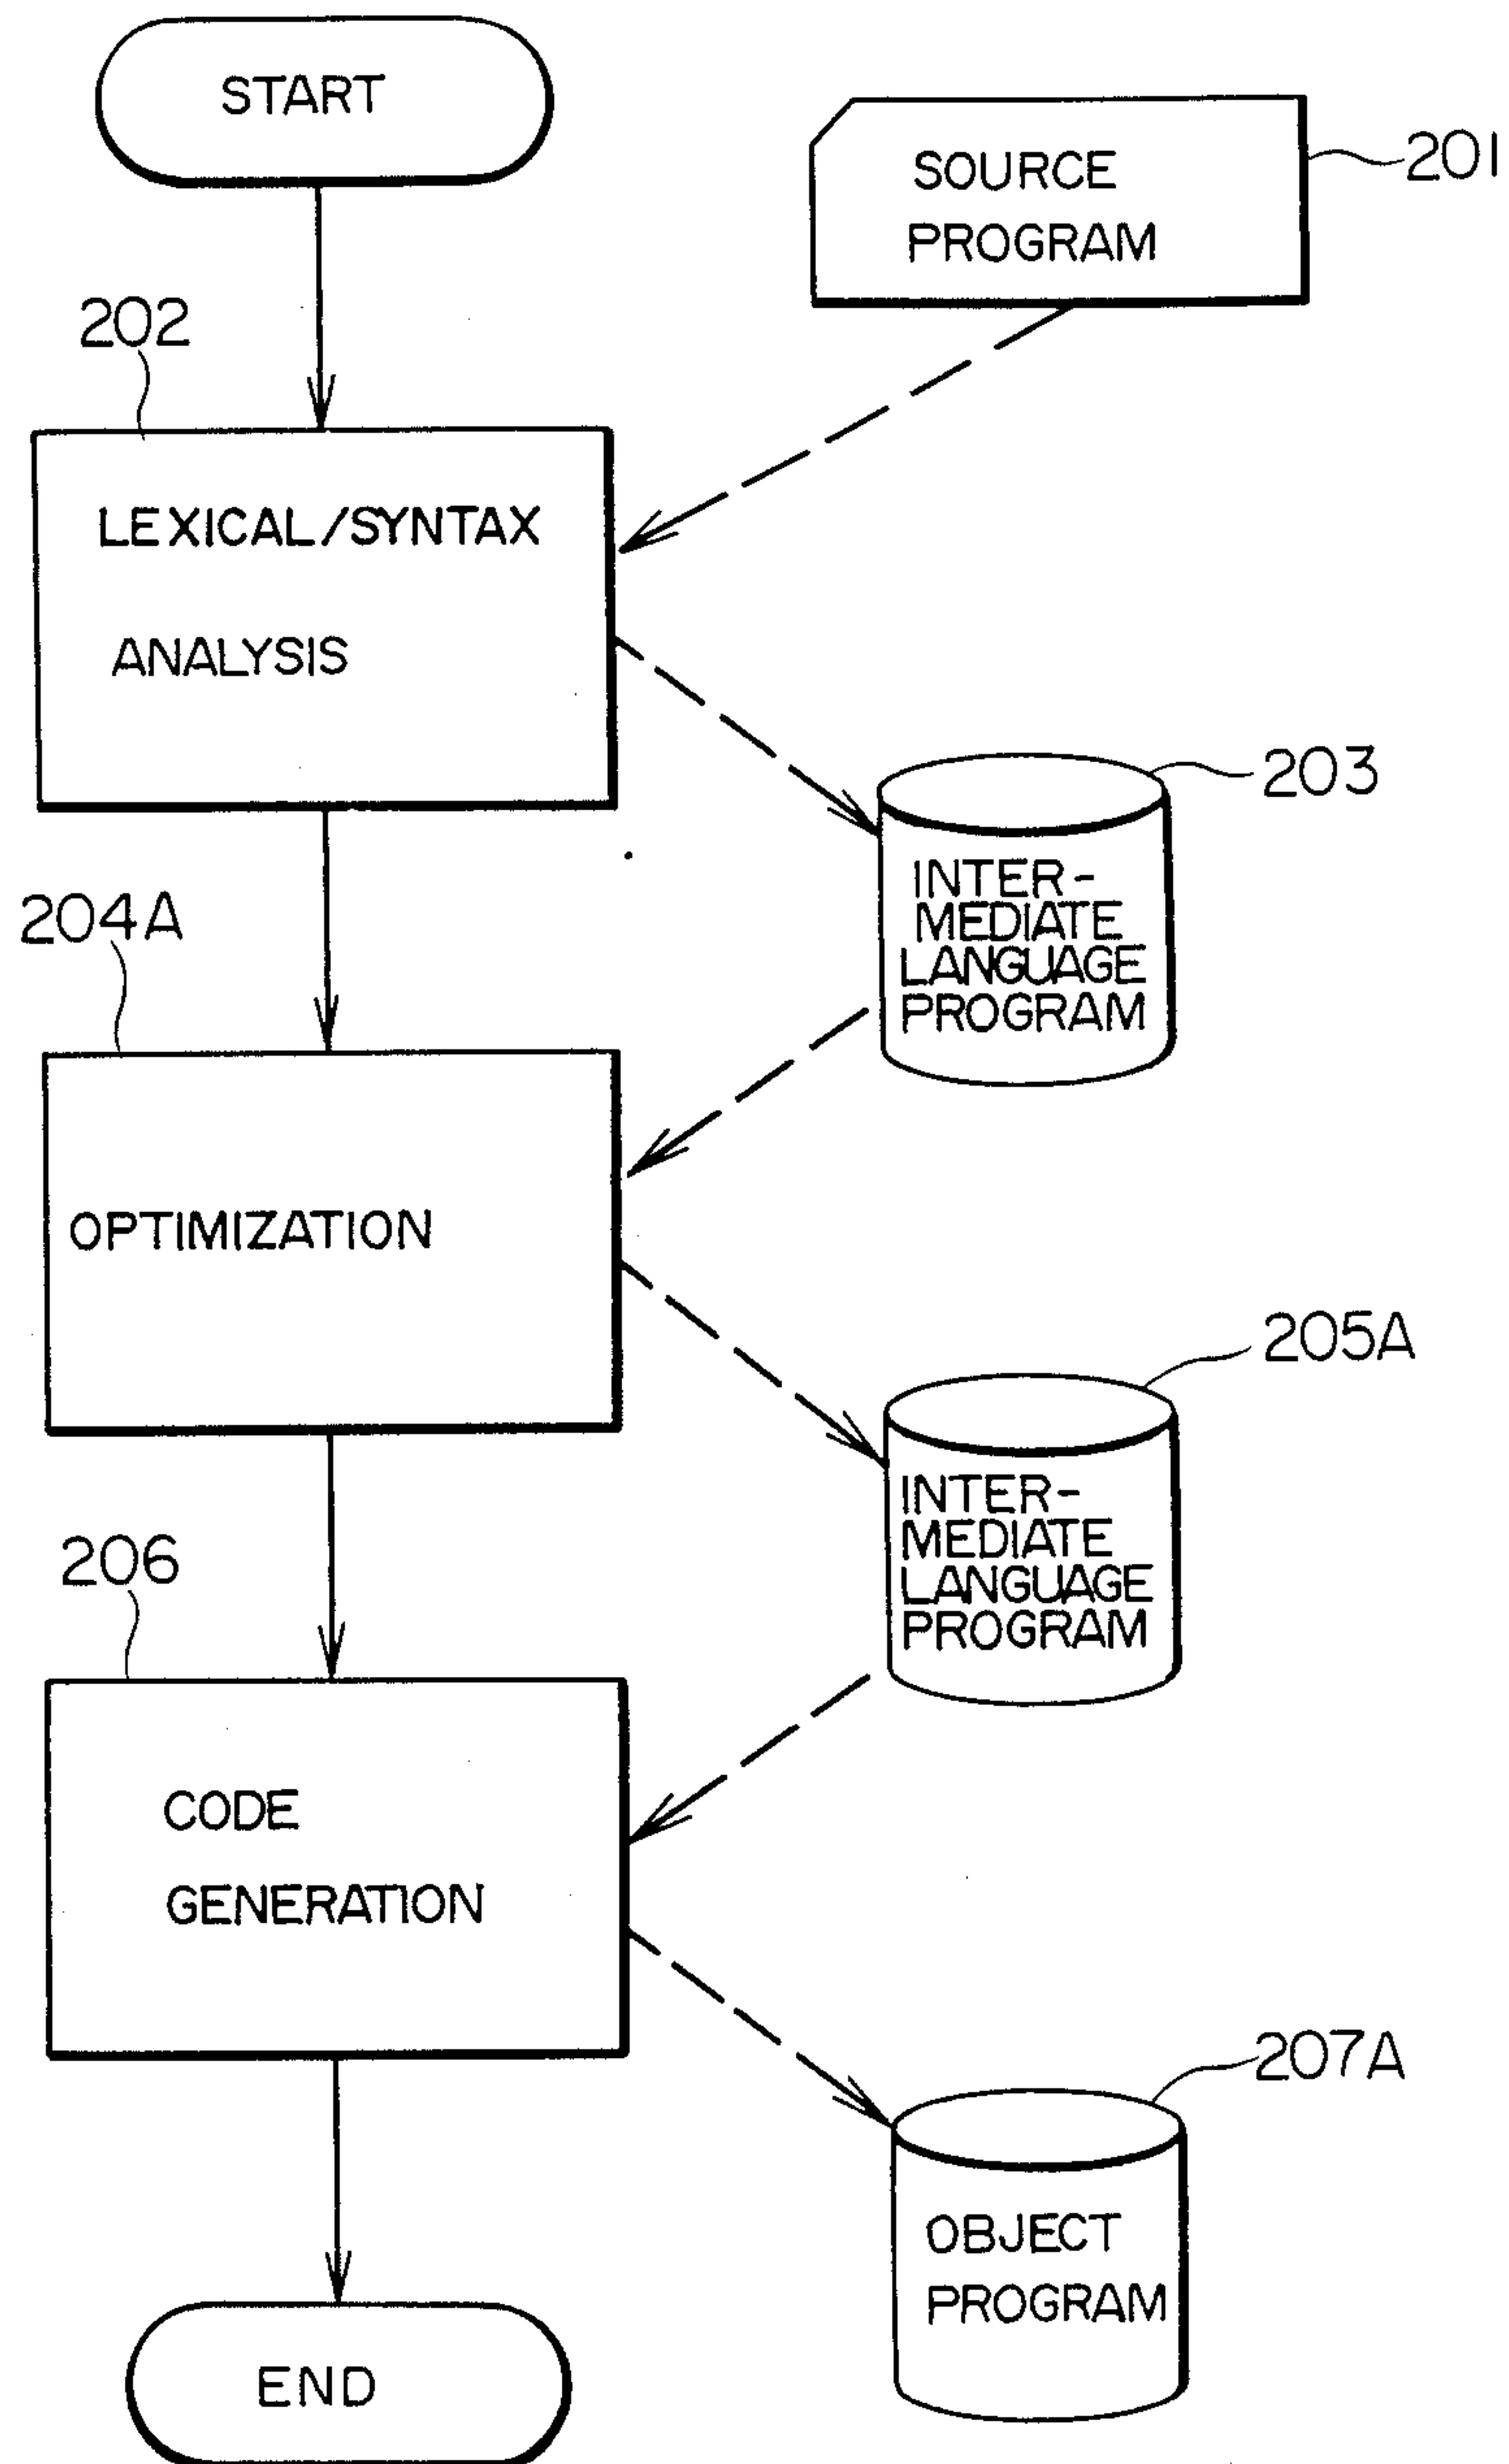 START
SOURCE
PROGRAM
201
202
LEXICAL/SYNTAX
ANALYSIS
203
INTER-
MEDIATE
LANGUAGE
PROGRAM
204A
OPTIMIZATION
205A
INTER-
MEDIATE
LANGUAGE
PROGRAM
206
CODE
GENERATION
207A
OBJECT
PROGRAM
END